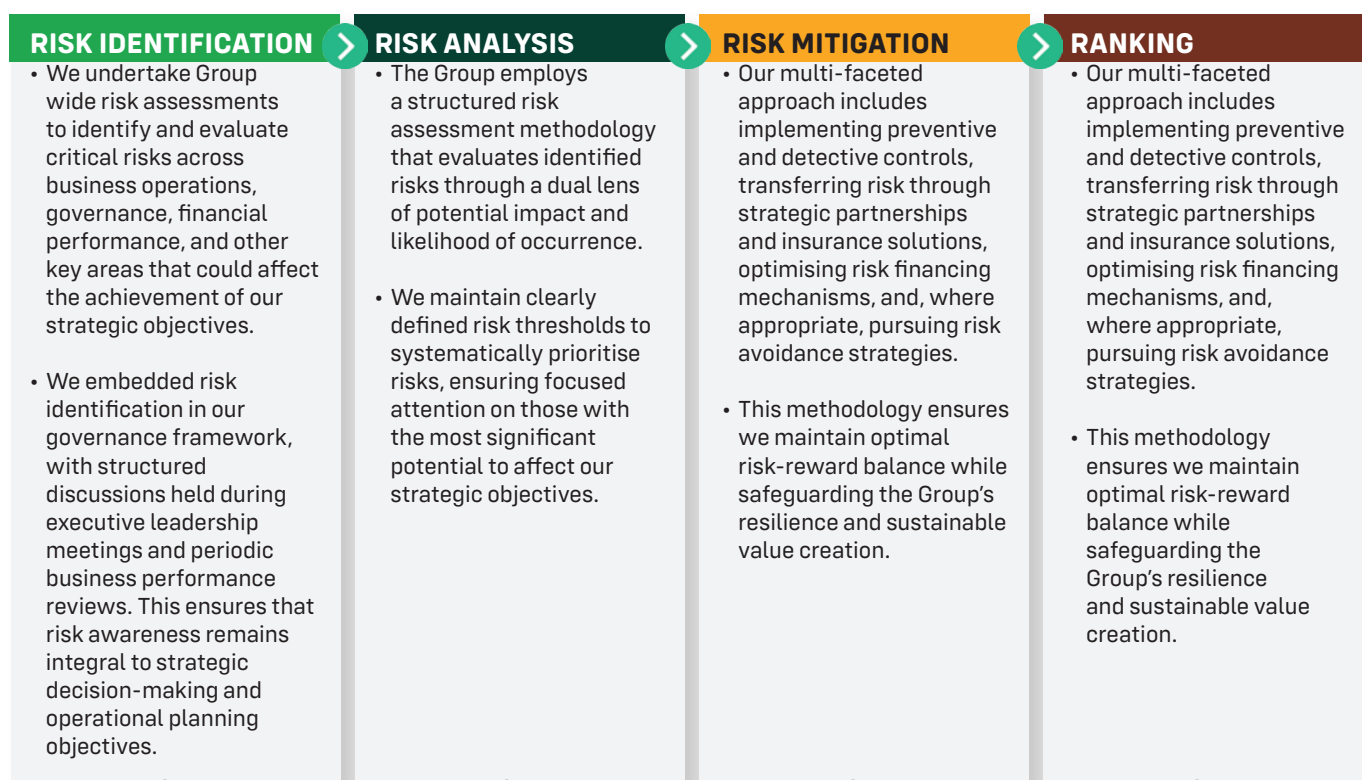 RISK IDENTIFICATION
• We undertake Group
wide risk assessments
to identify and evaluate
critical risks across
business operations,
governance, financial
performance, and other
key areas that could affect
the achievement of our
strategic objectives.
• We embedded risk
identification in our
governance framework,
with structured
discussions held during
executive leadership
meetings and periodic
business performance
reviews. This ensures that
risk awareness remains
integral to strategic
decision-making and
operational planning
objectives.
RISK ANALYSIS
• The Group employs
a structured risk
assessment methodology
that evaluates identified
risks through a dual lens
of potential impact and
likelihood of occurrence.
• We maintain clearly
defined risk thresholds to
systematically prioritise
risks, ensuring focused
attention on those with
the most significant
potential to affect our
strategic objectives.
RISK MITIGATION
• Our multi-faceted
approach includes
implementing preventive
and detective controls,
transferring risk through
strategic partnerships
and insurance solutions,
optimising risk financing
mechanisms, and, where
appropriate, pursuing risk
avoidance strategies.
• This methodology ensures
we maintain optimal
risk-reward balance while
safeguarding the Group's
resilience and sustainable
value creation.
RANKING
• Our multi-faceted
approach includes
implementing preventive
and detective controls,
transferring risk through
strategic partnerships
and insurance solutions,
optimising risk financing
mechanisms, and,
where appropriate,
pursuing risk avoidance
strategies.
• This methodology
ensures we maintain
optimal risk-reward
balance while
safeguarding the
Group's resilience
and sustainable value
creation.